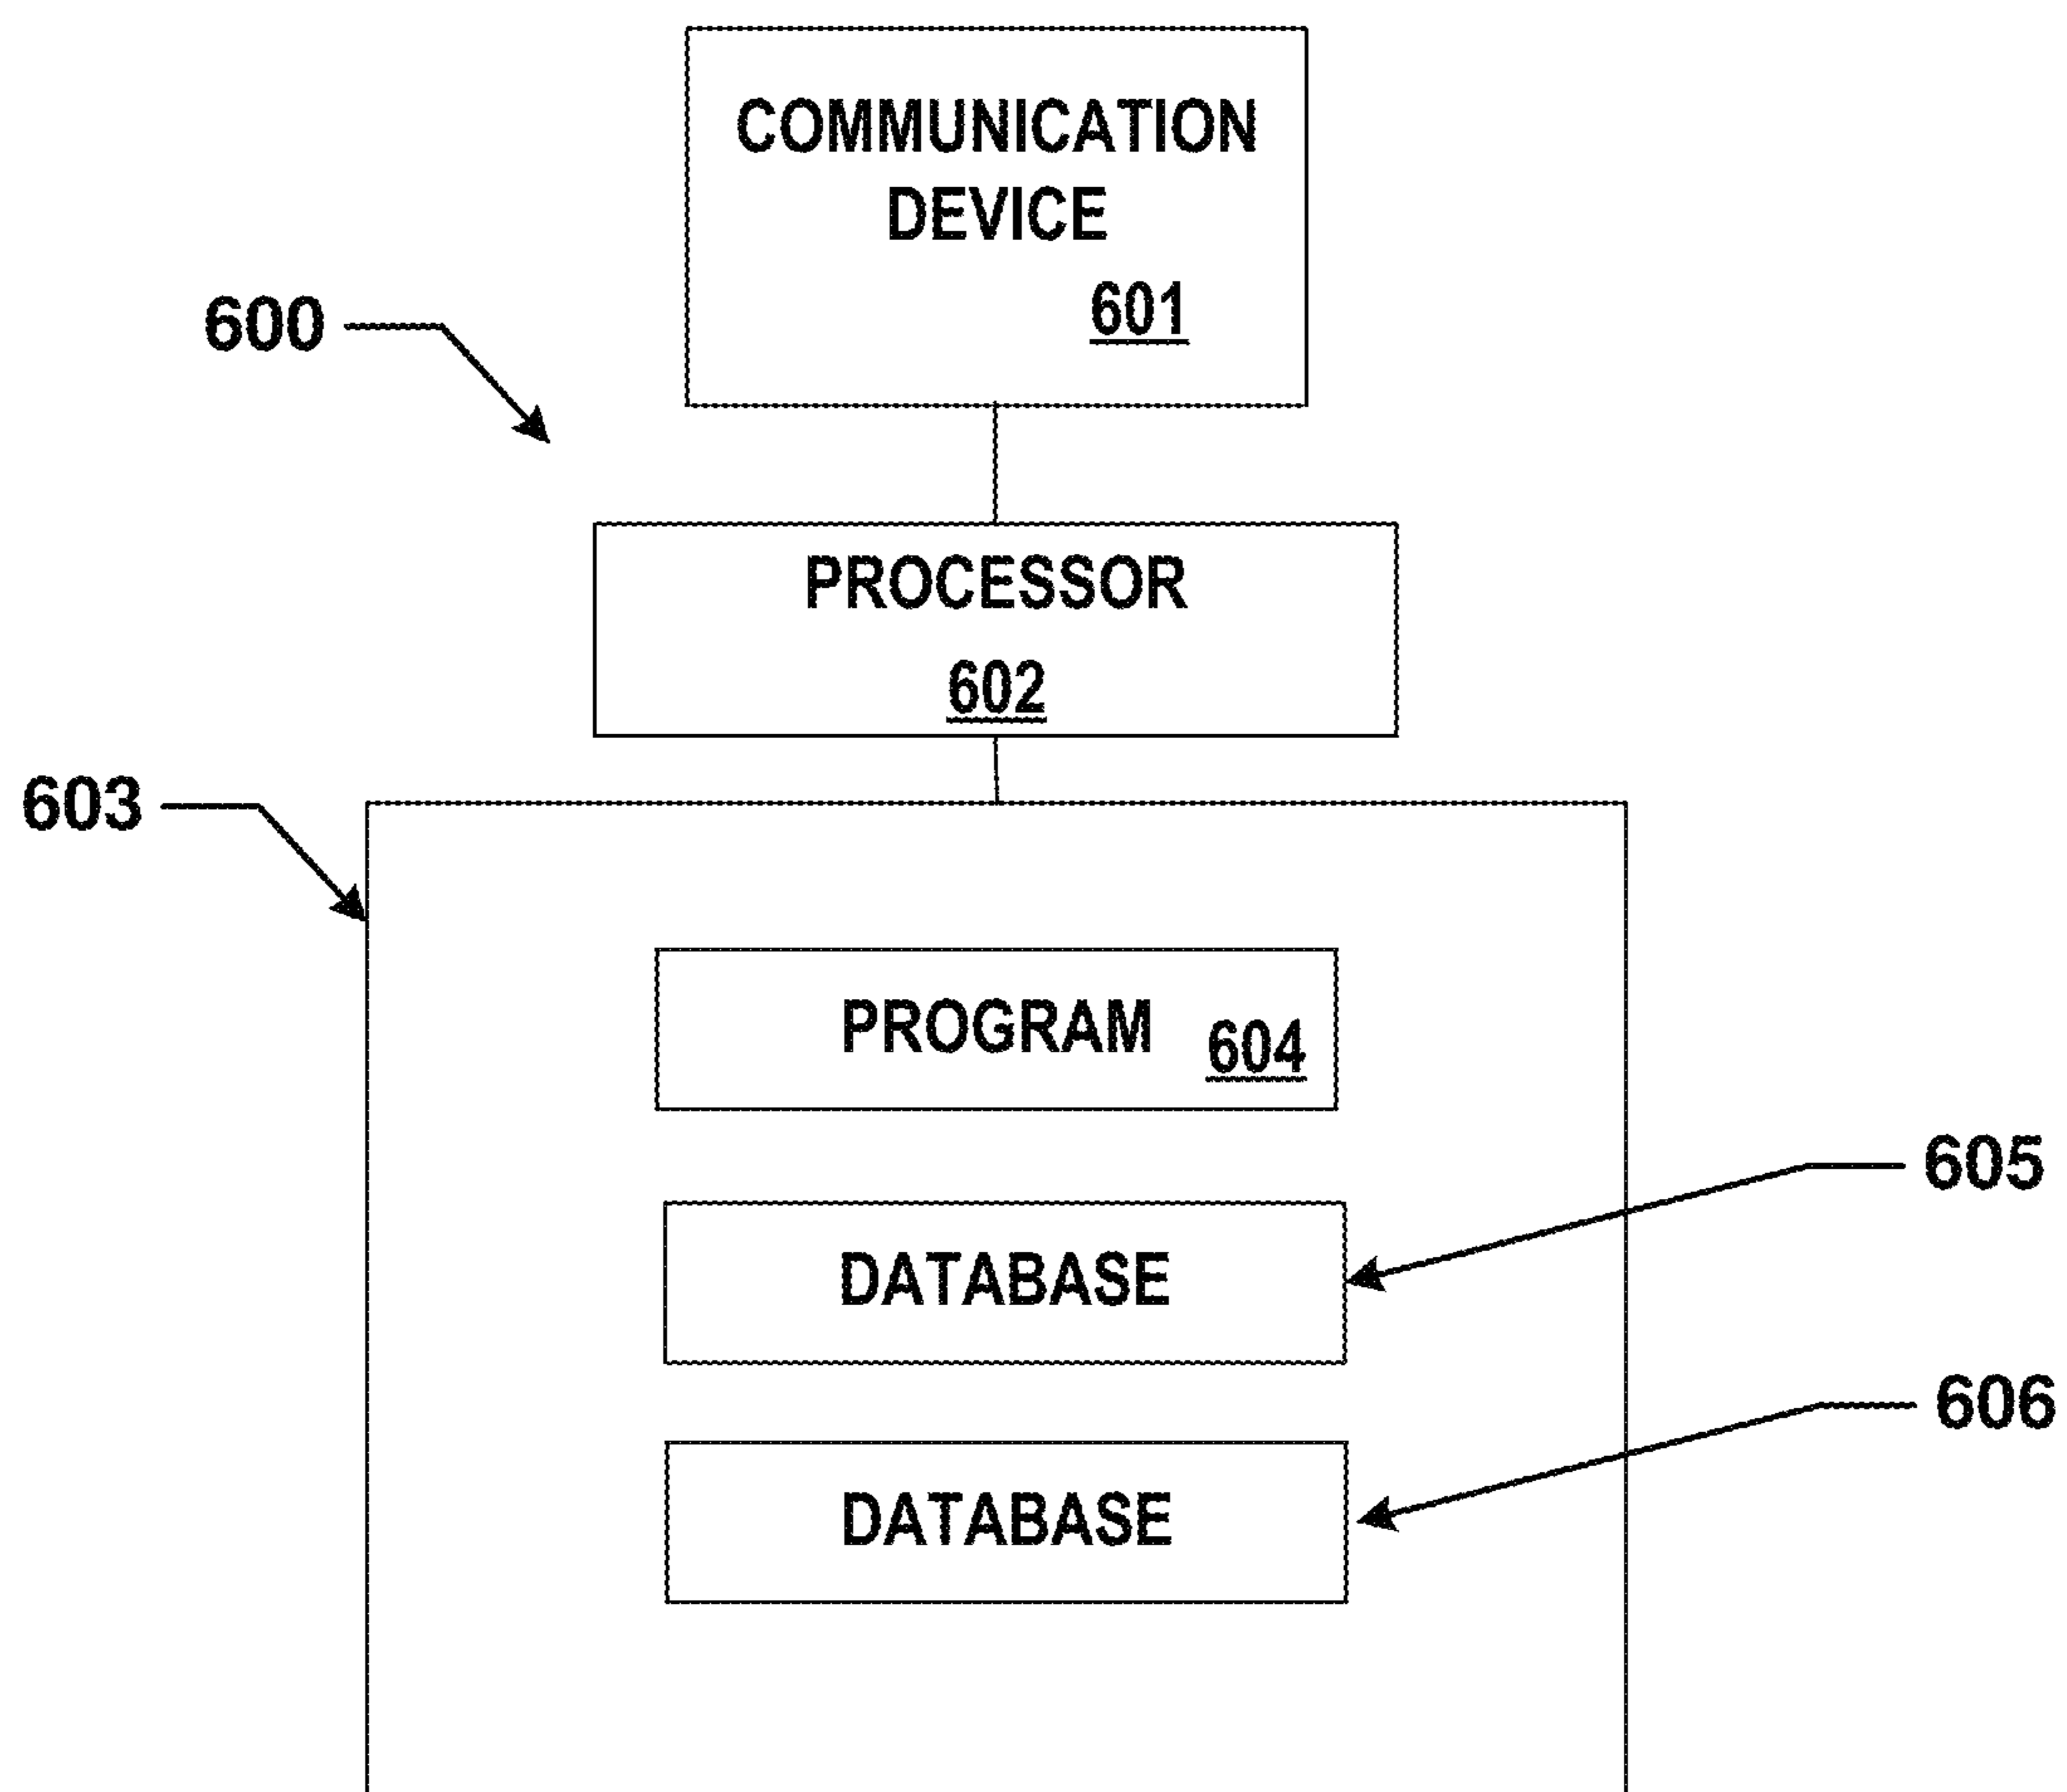 COMMUNICATION
DEVICE
601
600
PROCESSOR
602
603
PROGRAM 604
605
DATABASE
606
DATABASE